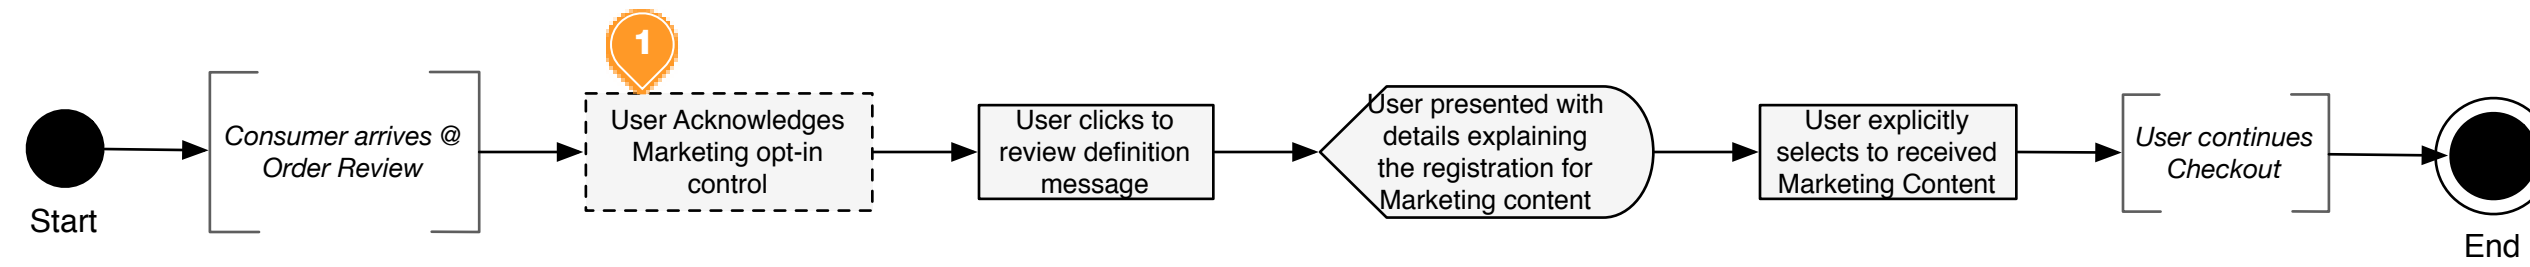 1
Start
Consumer arrives @
Order Review
User Acknowledges
Marketing opt-in
control
User clicks to
review definition
message
User presented with
details explaining
the registration for
Marketing content
User explicitly
selects to received
Marketing Content
User continues
Checkout
End